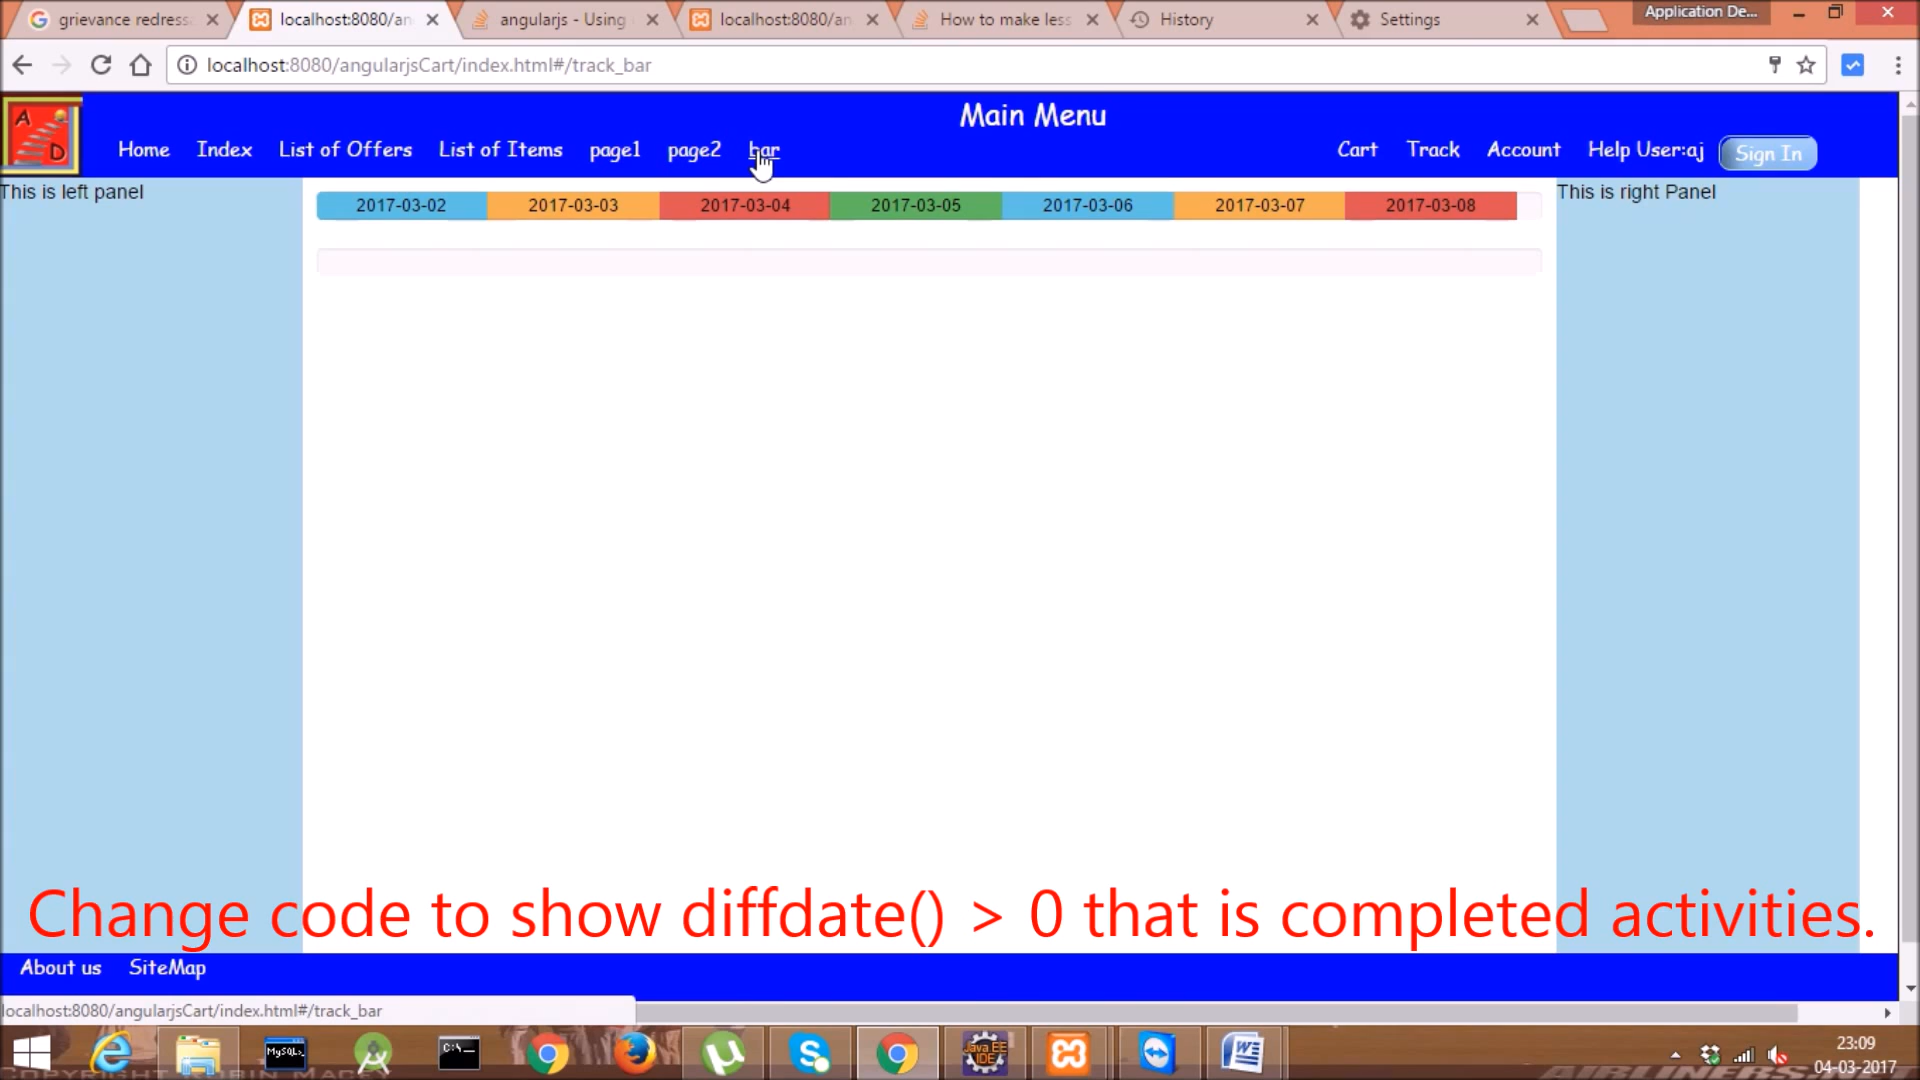 grievance redress
localhost:8080/an
angularjs - Using
localhost:8080/an
How to make less
History
Settings
Application De...
localhost:8080/angularjsCart/index.html#/track_bar
A
D
Main Menu
Home Index List of Offers List of Items page1 page2 bar Cart Track Account Help User:aj Sign In
This is left panel
2017-03-02 2017-03-03 2017-03-04 2017-03-05 2017-03-06 2017-03-07 2017-03-08
This is right Panel
Change code to show diffdate() > 0 that is completed activities.
About us SiteMap
localhost:8080/angularjsCart/index.html#/track_bar
MySQL
C:\
Java EE
IDE
23:09
04-03-2017